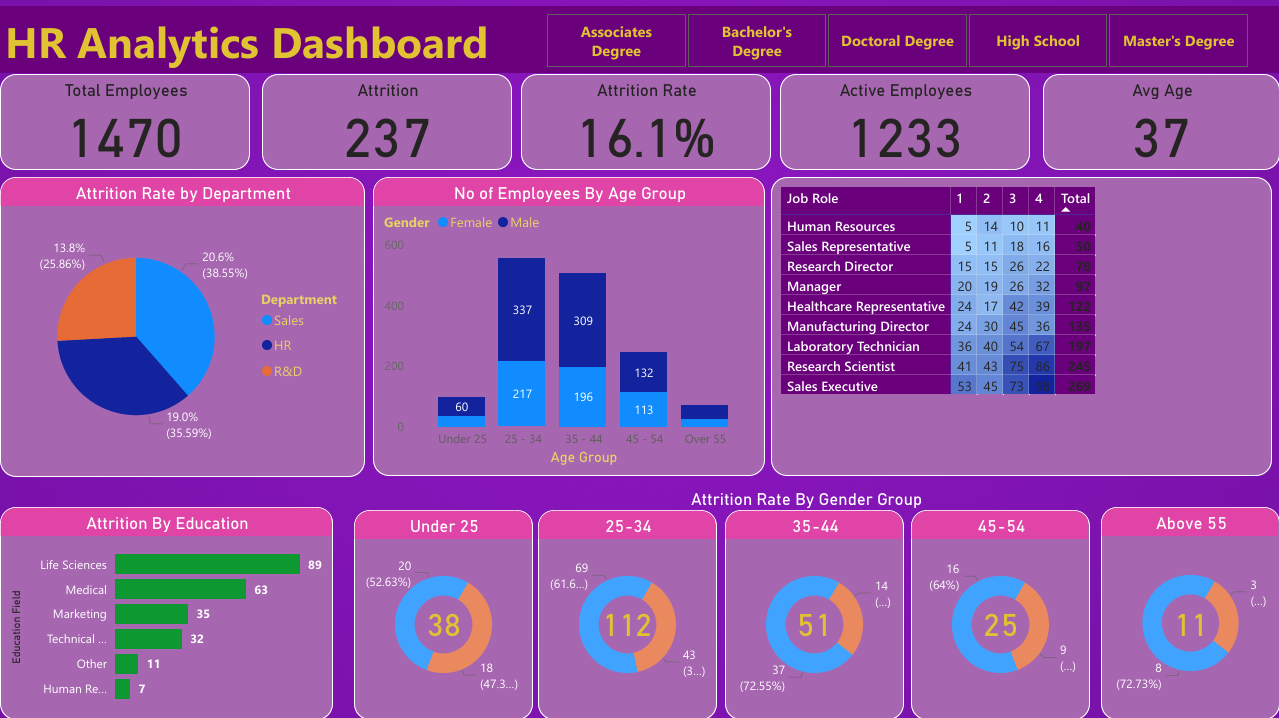 HR Analytics Dashboard
Associates
Degree
Bachelor's
Degree
Doctoral Degree
High School
Master's Degree
Total Employees
1470
Attrition
237
Attrition Rate
16.1%
Active Employees
1233
Avg Age
37
Attrition Rate by Department
13.8%
(25.86%)
20.6%
(38.55%)
19.0%
(35.59%)
Department
Sales
HR
R&D
No of Employees By Age Group
Gender Female Male
600
400
200
0
337
309
132
60
217
196
113
Under 25 25 - 34 35 - 44 45 - 54 Over 55
Age Group
Job Role 1 2 3 4 Total
Human Resources 5 14 10 11 40
Sales Representative 5 11 18 16 50
Research Director 15 15 26 22 78
Manager 20 19 26 32 97
Healthcare Representative 24 17 42 39 122
Manufacturing Director 24 30 45 36 135
Laboratory Technician 36 40 54 67 197
Research Scientist 41 43 75 86 245
Sales Executive 53 45 73 98 269
Attrition By Education
Education Field
Life Sciences 89
Medical 63
Marketing 35
Technical ... 32
Other 11
Human Re... 7
Attrition Rate By Gender Group
Under 25
20
(52.63%)
38
18
(47.3...)
25-34
69
(61.6...)
112
43
(3...)
35-44
14
(...)
51
37
(72.55%)
45-54
16
(64%)
25
9
(...)
Above 55
3
(...)
11
8
(72.73%)